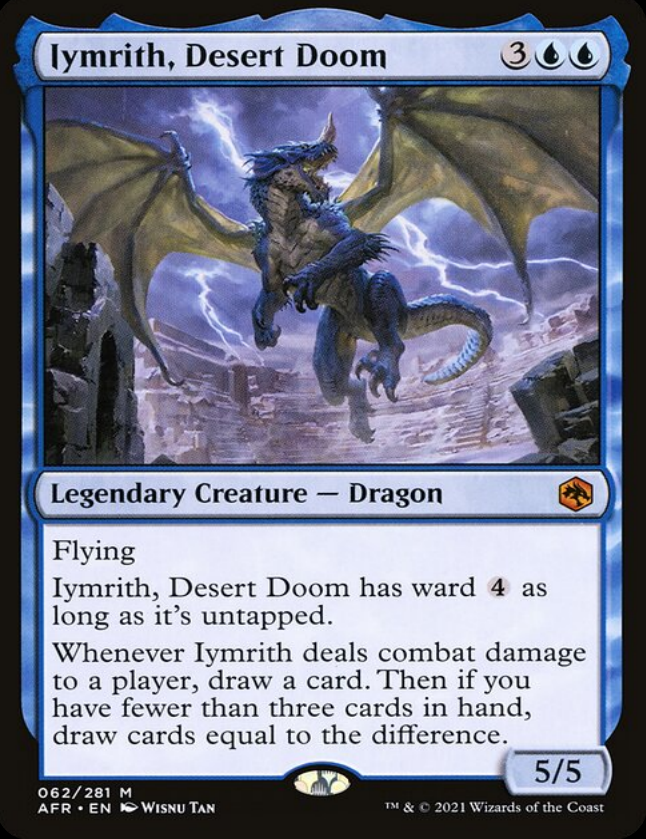 Iymrith, Desert Doom 3
Legendary Creature — Dragon
Flying
Iymrith, Desert Doom has ward 4 as
long as it's untapped.
Whenever Iymrith deals combat damage
to a player, draw a card. Then if you
have fewer than three cards in hand,
draw cards equal to the difference.
5/5
062/281 M
AFR • EN Wisnu Tan
™ & © 2021 Wizards of the Coast